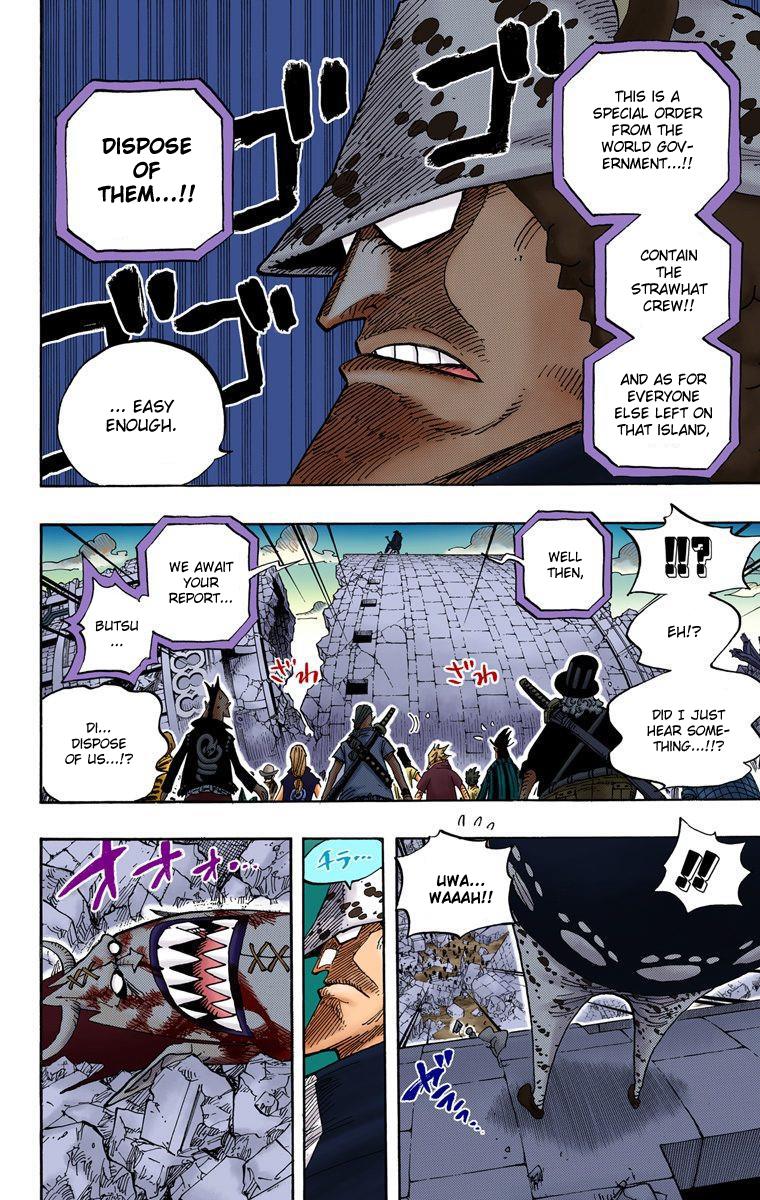 THIS IS A
SPECIAL ORDER
FROM THE
WORLD GOV-
ERNMENT...!!
CONTAIN
THE
STRAWHAT
CREW!!
AND AS FOR
EVERYONE
ELSE LEFT ON
THAT ISLAND,
ゴゴゴゴ
DISPOSE
OF
THEM...!!
... EASY
ENOUGH.
!!?
EH!?
DID I JUST
HEAR SOME-
THING...!!?
WELL
THEN,
WE AWAIT
YOUR
REPORT...
BUTSU
...
ざわ
ざわ
DI...
DISPOSE
OF US...!?
!!
UWA...
WAAAH!!
チラ...
オオオ...